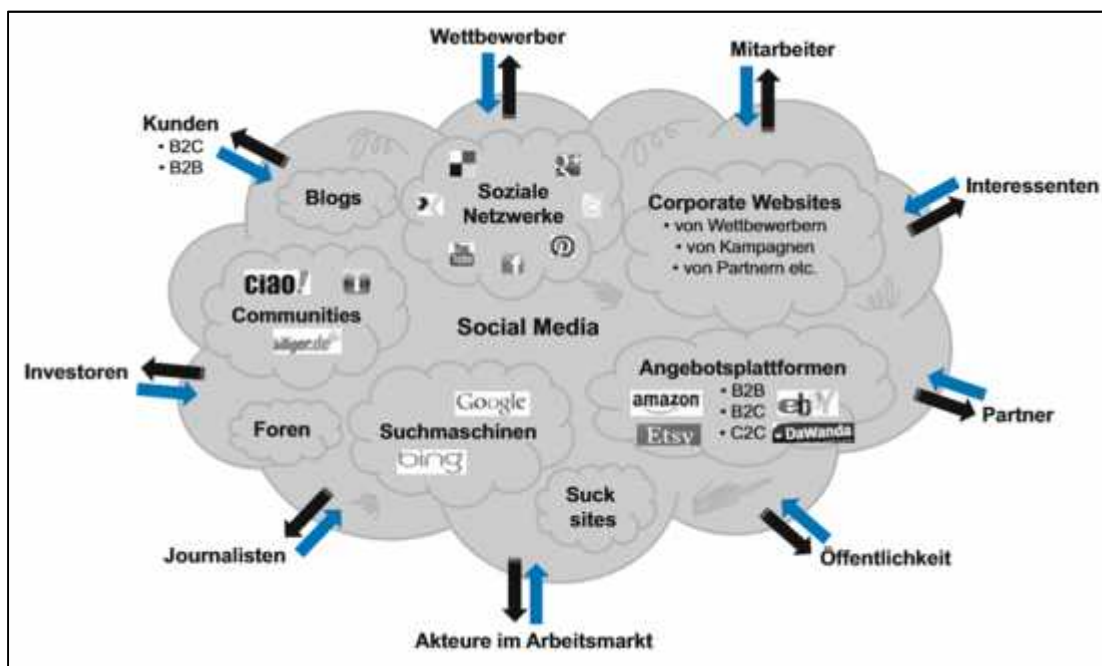 Wettbewerber
Mitarbeiter
Kunden
• B2C
• B2B
Interessenten
Blogs
Soziale
Netzwerke
You
Corporate Websites
• von Wettbewerbern
• von Kampagnen
• von Partnern etc.
ciao!
Communities
Social Media
Investoren
Angebotsplattformen
amazon
• B2B
ebY
• B2C
Etsy
• C2C
DaWanda
Partner
Google
Foren
Suchmaschinen
bing
Suck
sites
Journalisten
Öffentlichkeit
Akteure im Arbeitsmarkt